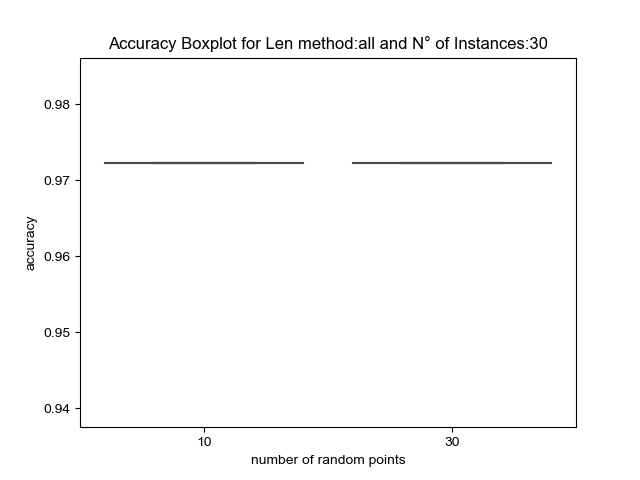 Accuracy Boxplot for Len method:all and N° of Instances:30
0.98
0.97
0.96
0.95
0.94
accuracy
10
30
number of random points